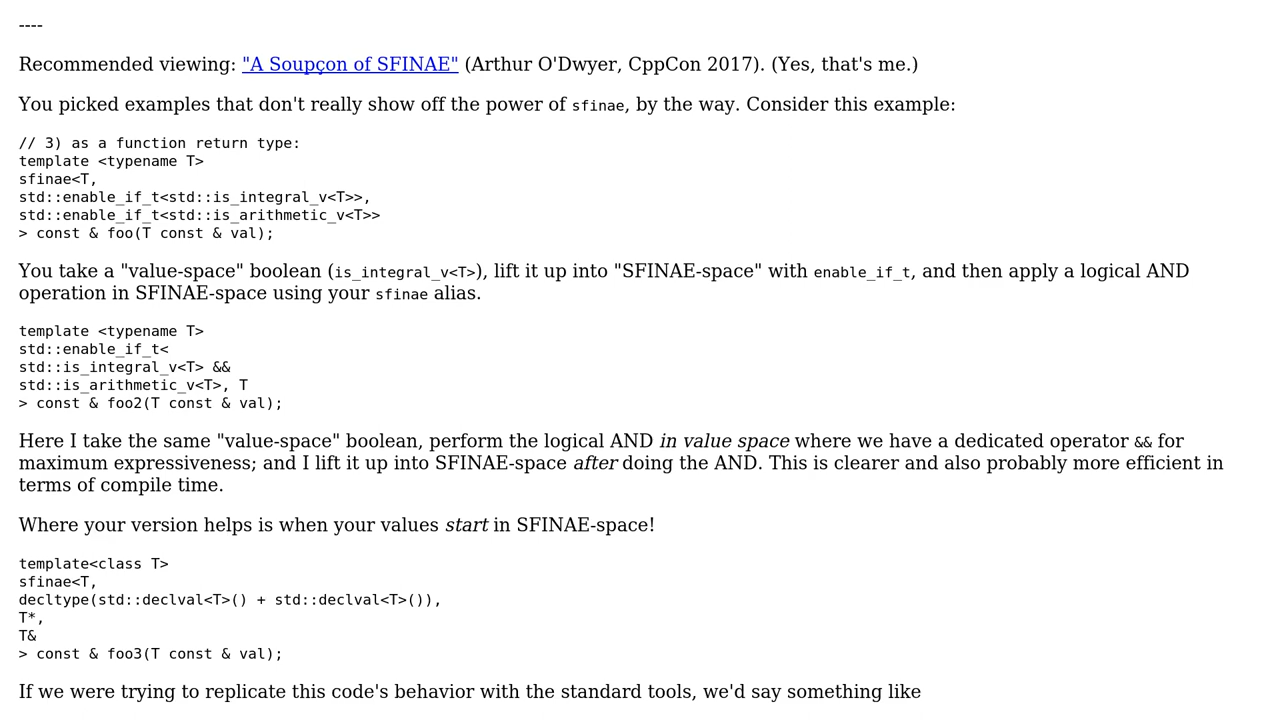 ----
Recommended viewing: "A Soupçon of SFINAE" (Arthur O'Dwyer, CppCon 2017). (Yes, that's me.)
You picked examples that don't really show off the power of sfinae, by the way. Consider this example:
// 3) as a function return type:
template <typename T>
sfinae<T,
std::enable_if_t<std::is_integral_v<T>>,
std::enable_if_t<std::is_arithmetic_v<T>>
> const & foo(T const & val);
You take a "value-space" boolean (is_integral_v<T>), lift it up into "SFINAE-space" with enable_if_t, and then apply a logical AND
operation in SFINAE-space using your sfinae alias.
template <typename T>
std::enable_if_t<
std::is_integral_v<T> &&
std::is_arithmetic_v<T>, T
> const & foo2(T const & val);
Here I take the same "value-space" boolean, perform the logical AND in value space where we have a dedicated operator && for
maximum expressiveness; and I lift it up into SFINAE-space after doing the AND. This is clearer and also probably more efficient in
terms of compile time.
Where your version helps is when your values start in SFINAE-space!
template<class T>
sfinae<T,
decltype(std::declval<T>() + std::declval<T>()),
T*,
T&
> const & foo3(T const & val);
If we were trying to replicate this code's behavior with the standard tools, we'd say something like